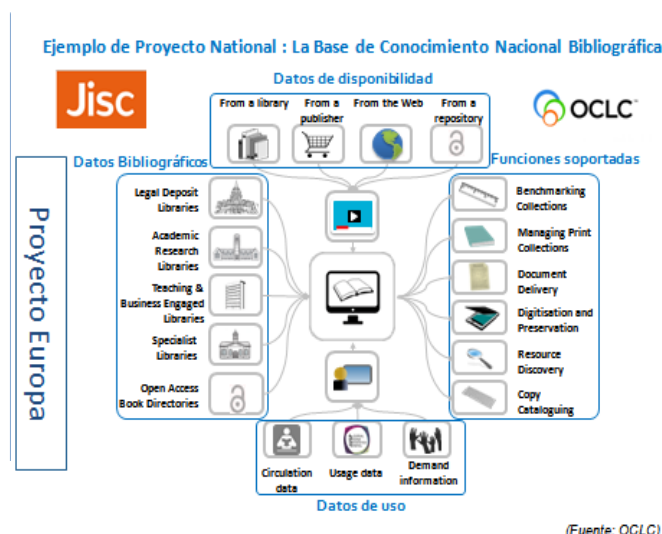 Ejemplo de Proyecto National : La Base de Conocimiento Nacional Bibliográfica
Jisc
Datos de disponibilidad
From a library
From a
publisher
From the Web
From a
repository
OCLC
Datos Bibliográficos
Funciones soportadas
Proyecto Europa
Legal Deposit
Libraries
Academic
Research
Libraries
Teaching &
Business Engaged
Libraries
Specialist
Libraries
Open Access
Book Directories
Benchmarking
Collections
Managing Print
Collections
Document
Delivery
Digitisation and
Preservation
Resource
Discovery
Copy
Cataloguing
Circulation
data
Usage data
Demand
information
Datos de uso
(Fuente: OCLC)